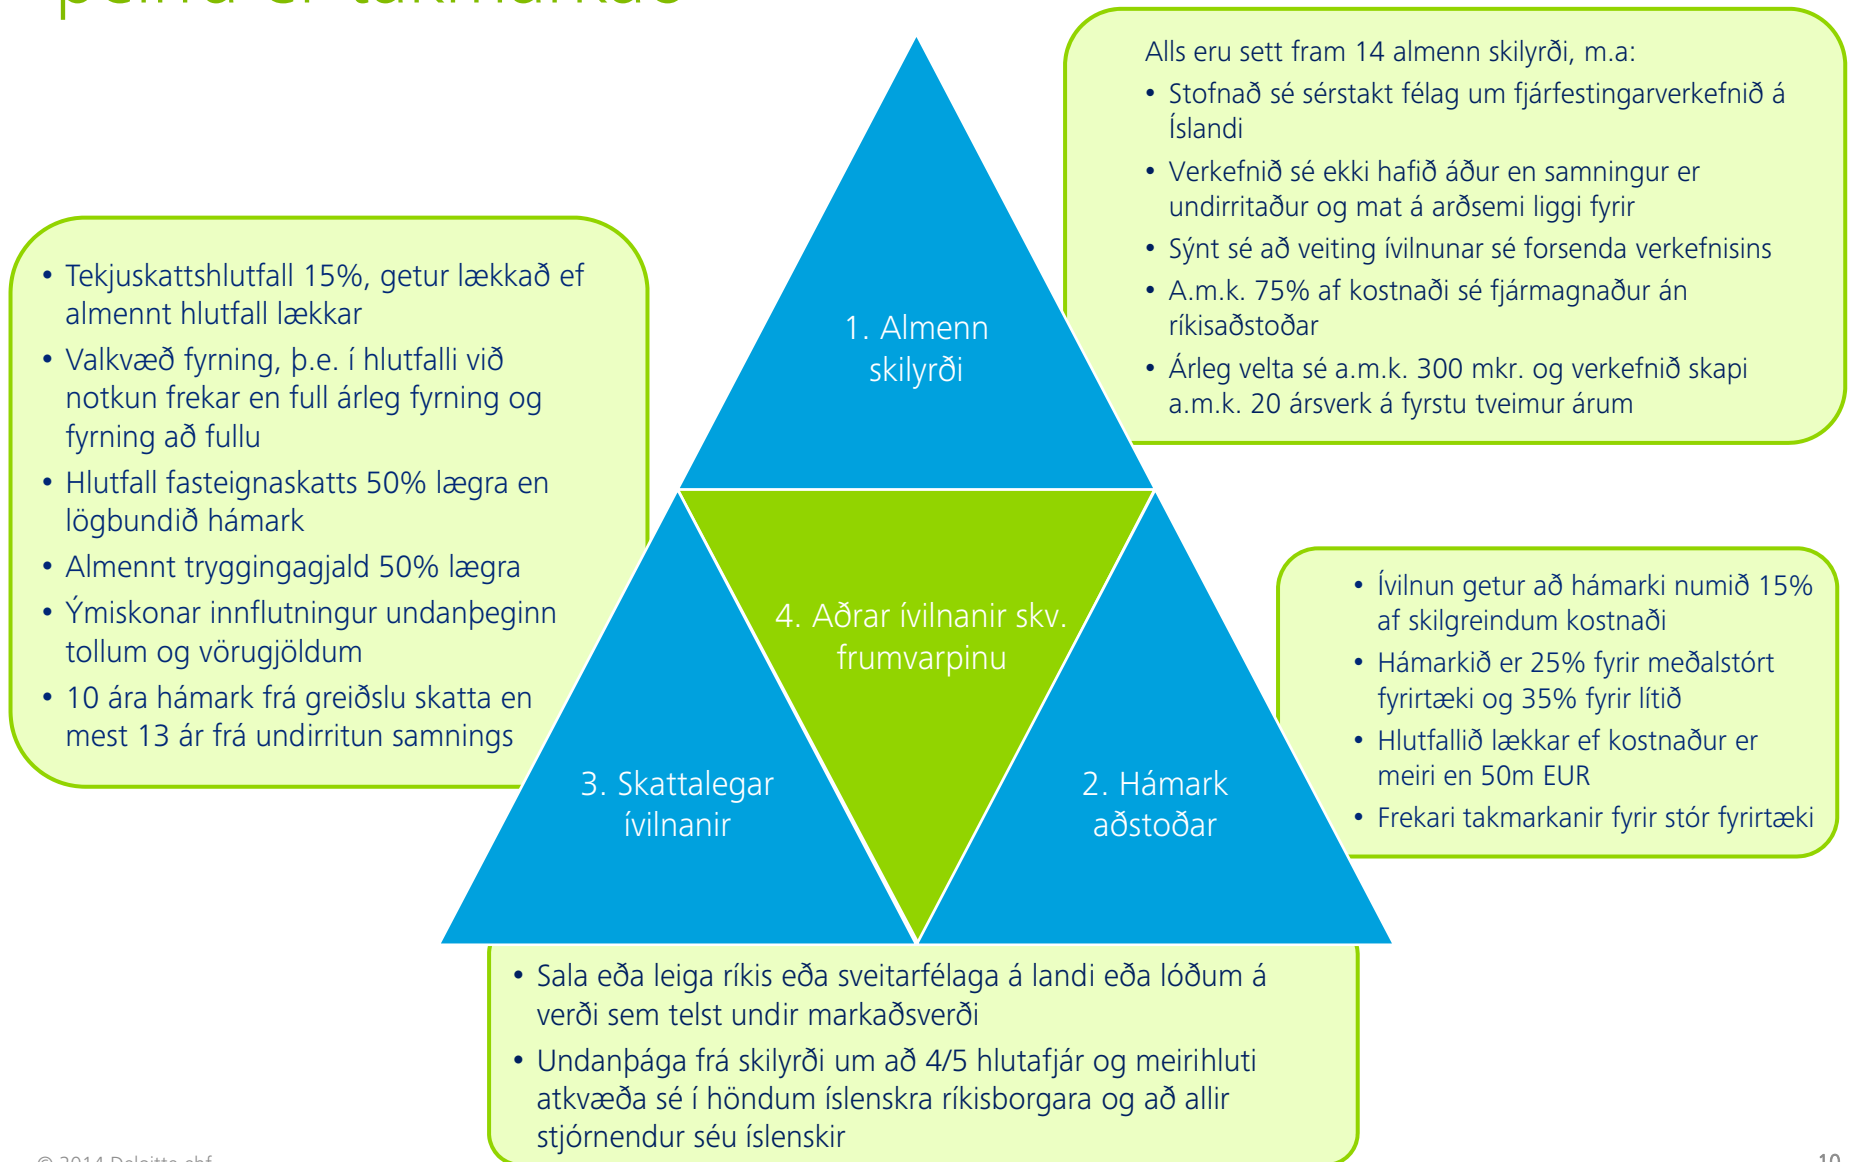 þeirra er takmarkað
Alls eru sett fram 14 almenn skilyrði, m.a:
• Stofnað sé sérstakt félag um fjárfestingarverkefnið á
Íslandi
• Verkefnið sé ekki hafið áður en samningur er
undirritaður og mat á arðsemi liggi fyrir
• Sýnt sé að veiting ívilnunar sé forsenda verkefnisins
• A.m.k. 75% af kostnaði sé fjármagnaður án
ríkisaðstoðar
• Árleg velta sé a.m.k. 300 mkr. og verkefnið skapi
a.m.k. 20 ársverk á fyrstu tveimur árum
• Tekjuskattshlutfall 15%, getur lækkað ef
almennt hlutfall lækkar
• Valkvæð fyrning, þ.e. í hlutfalli við
notkun frekar en full árleg fyrning og
fyrning að fullu
• Hlutfall fasteignaskatts 50% lægra en
lögbundið hámark
• Almennt tryggingagjald 50% lægra
• Ýmiskonar innflutningur undanþeginn
tollum og vörugjöldum
• 10 ára hámark frá greiðslu skatta en
mest 13 ár frá undirritun samnings
1. Almenn
skilyrði
4. Aðrar ívilnanir skv.
frumvarpinu
• Ívilnun getur að hámarki numið 15%
af skilgreindum kostnaði
• Hámarkið er 25% fyrir meðalstórt
fyrirtæki og 35% fyrir lítið
• Hlutfallið lækkar ef kostnaður er
meiri en 50m EUR
• Frekari takmarkanir fyrir stór fyrirtæki
3. Skattalegar
ívilnanir
2. Hámark
aðstoðar
• Sala eða leiga ríkis eða sveitarfélaga á landi eða lóðum á
verði sem telst undir markaðsverði
• Undanþága frá skilyrði um að 4/5 hlutafjár og meirihluti
atkvæða sé í höndum íslenskra ríkisborgara og að allir
stjórnendur séu íslenskir
© 2014 Deloitte ehf.
10